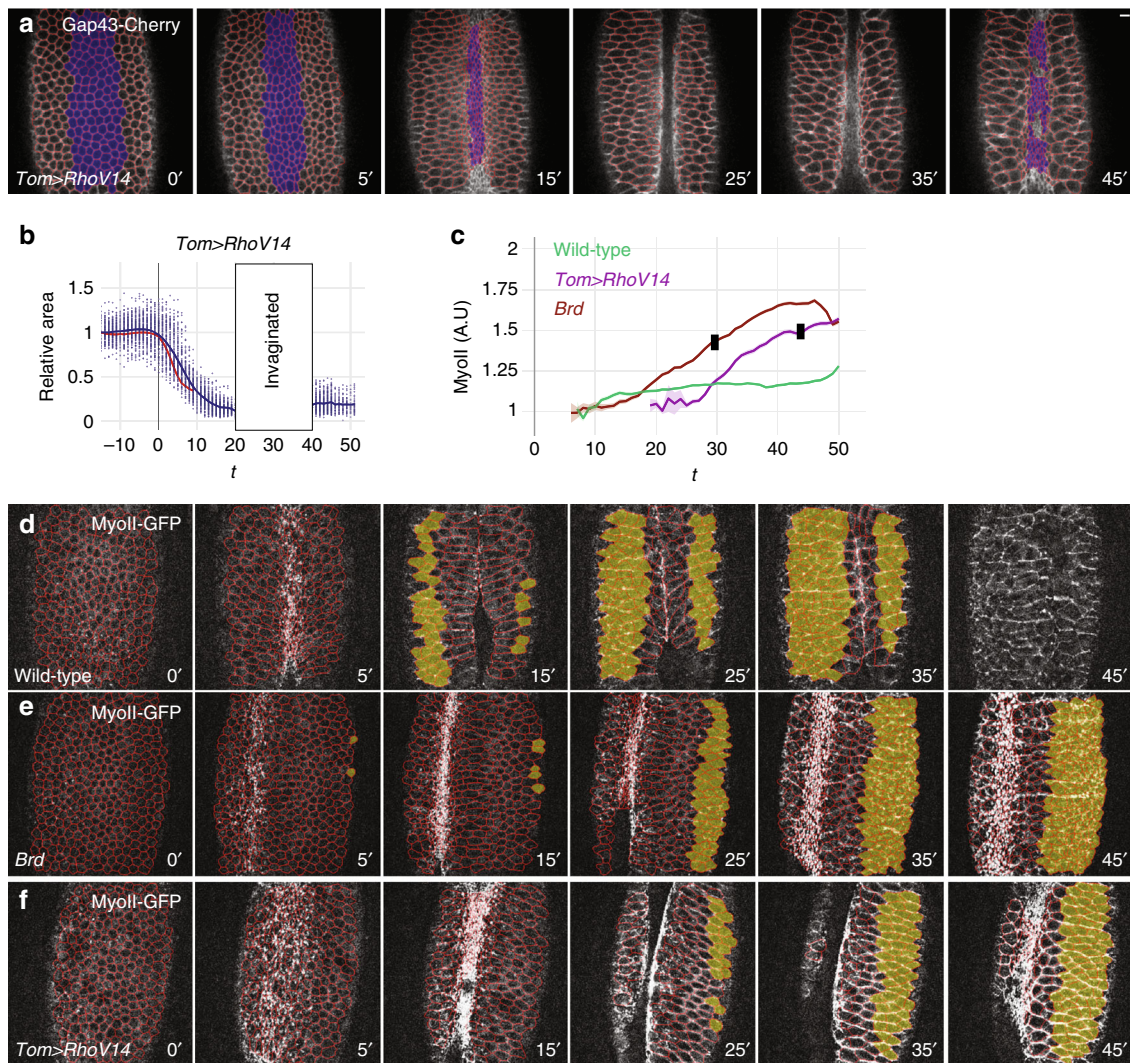 a Gap43-Cherry
Tom>RhoV14 0′ 5′ 15′ 25′ 35′ 45′
b
Tom>RhoV14
Relative area
1.5
1
0.5
0
Invaginated
−10 0 10 20 30 40 50
t
c
MyoII (A.U)
2
1.75
1.5
1.25
1
Wild-type
Tom>RhoV14
Brd
0 10 20 30 40 50
t
d MyoII-GFP
Wild-type 0′ 5′ 15′ 25′ 35′ 45′
e MyoII-GFP
Brd 0′ 5′ 15′ 25′ 35′ 45′
f MyoII-GFP
Tom>RhoV14 0′ 5′ 15′ 25′ 35′ 45′